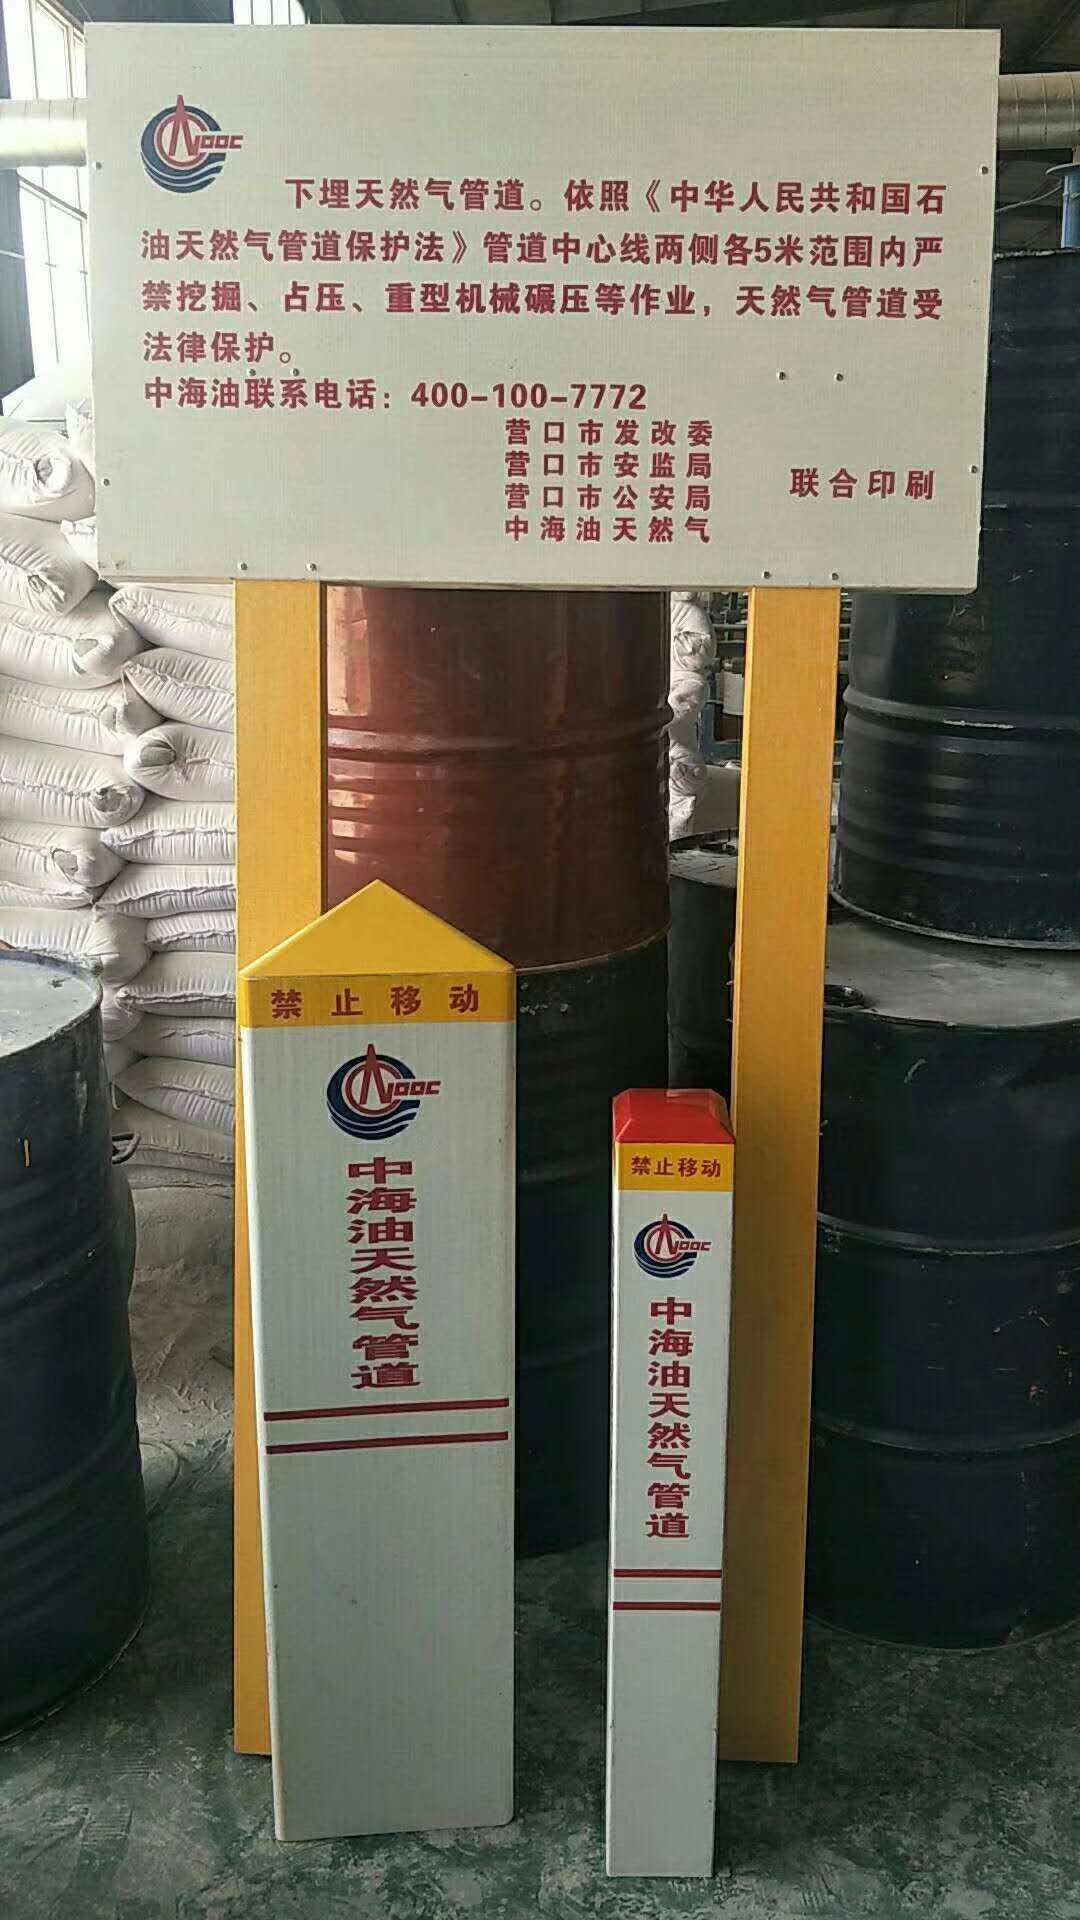 CNOOC
下埋天然气管道。依照《中华人民共和国石
油天然气管道保护法》管道中心线两侧各5米范围内严
禁挖掘、占压、重型机械碾压等作业，天然气管道受
法律保护。
中海油联系电话：400-100-7772
营口市发改委
营口市安监局
营口市公安局
中海油天然气
联合印刷
禁止移动
CNOOC
中海油天然气管道
禁止移动
CNOOC
中海油天然气管道